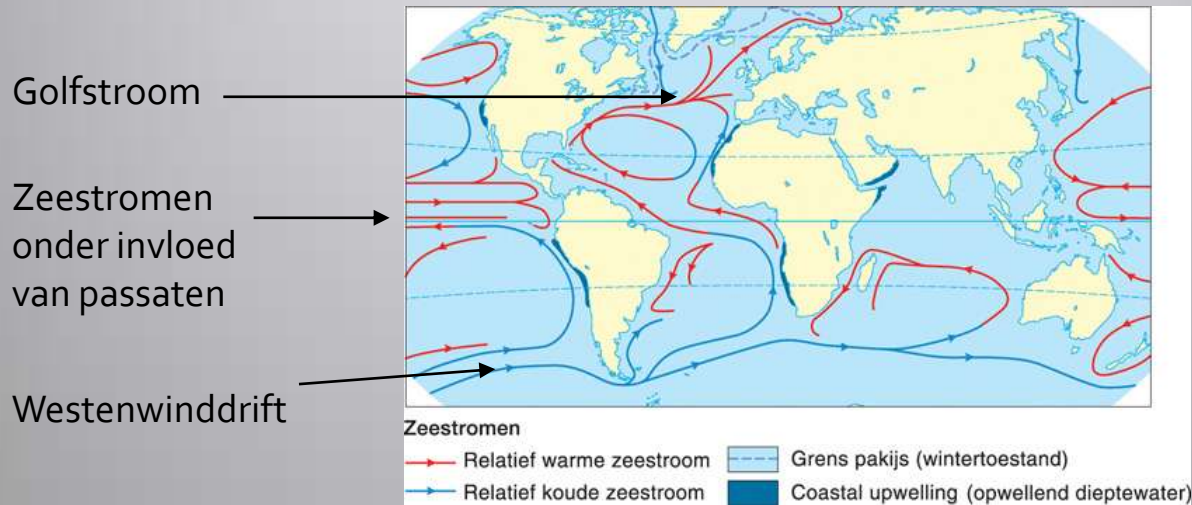 Golfstroom
Zeestromen
onder invloed
van passaten
Westenwinddrift
Zeestromen
Relatief warme zeestroom
Relatief koude zeestroom
Grens pakijs (wintertoestand)
Coastal upwelling (opwellend dieptewater)